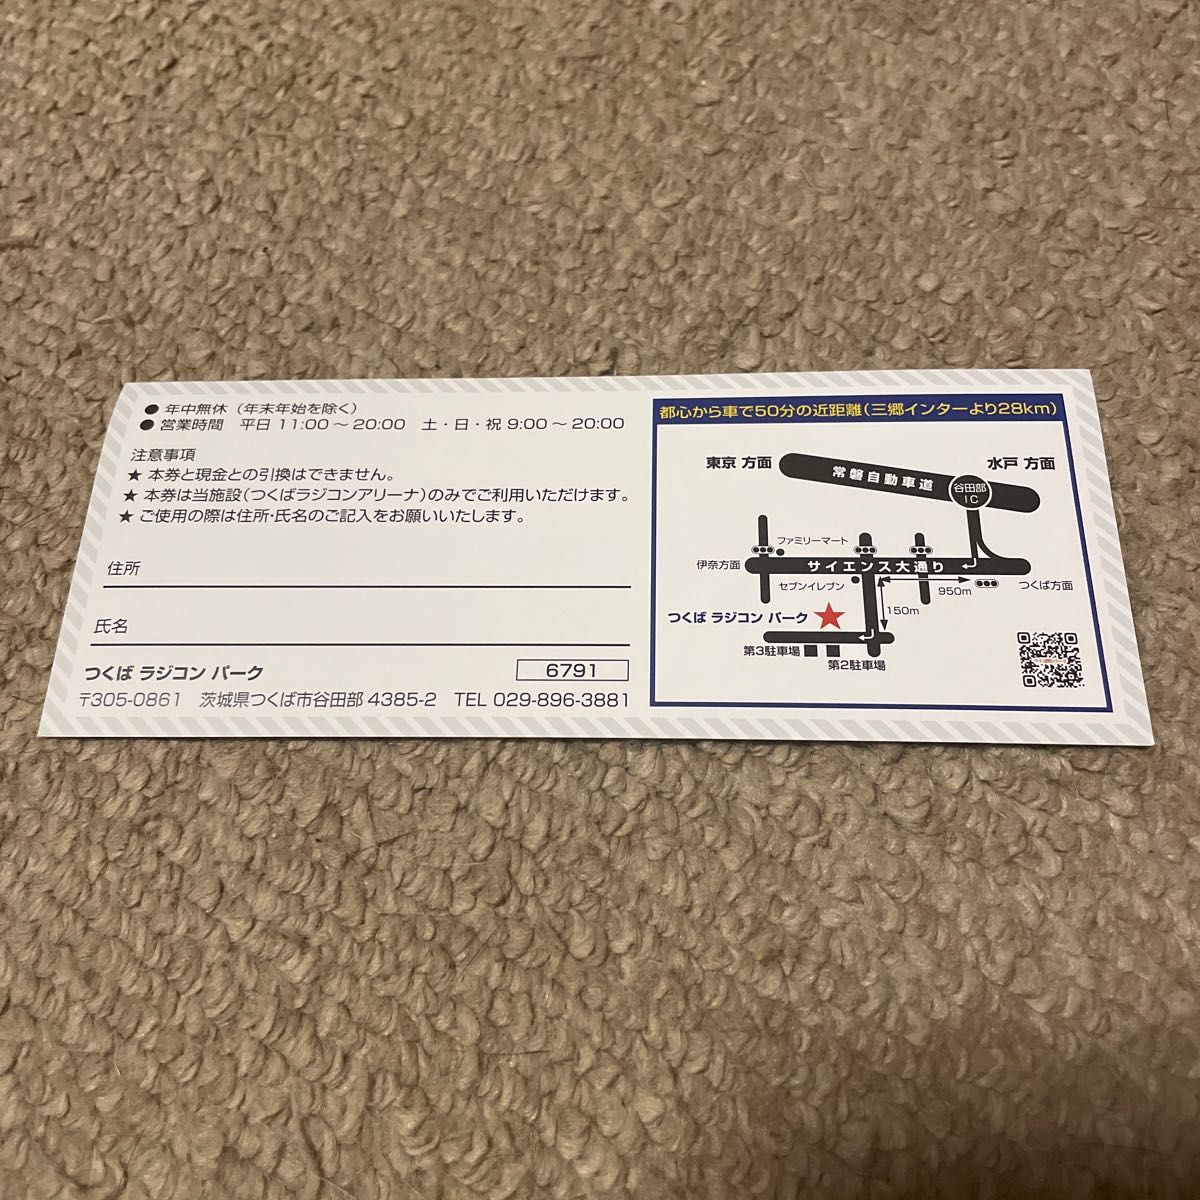 ● 年中無休（年末年始を除く）
● 営業時間　平日 11:00～20:00　土・日・祝 9:00～20:00
注意事項
★ 本券と現金との引換はできません。
★ 本券は当施設（つくばラジコンアリーナ）のみでご利用いただけます。
★ ご使用の際は住所・氏名のご記入をお願いいたします。
住所
氏名
つくば ラジコン パーク
6791
〒305-0861　茨城県つくば市谷田部 4385-2　TEL 029-896-3881
都心から車で50分の近距離（三郷インターより28km）
東京 方面
常磐自動車道
水戸 方面
谷田部
IC
ファミリーマート
伊奈方面
サイエンス大通り
つくば方面
セブンイレブン
950m
150m
つくば ラジコン パーク
第3駐車場
第2駐車場